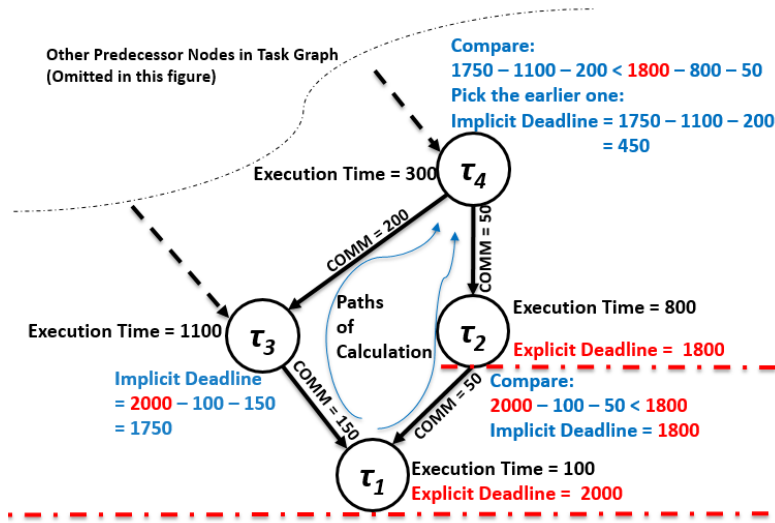 Other Predecessor Nodes in Task Graph
(Omitted in this figure)
Compare:
1750 – 1100 – 200 < 1800 – 800 – 50
Pick the earlier one:
Implicit Deadline = 1750 – 1100 – 200
= 450
Execution Time = 300
τ4
COMM = 200
COMM = 50
Execution Time = 1100
τ3
Paths
of
Calculation
τ2
Execution Time = 800
Explicit Deadline = 1800
Implicit Deadline
= 2000 – 100 – 150
= 1750
COMM = 150
COMM = 50
Compare:
2000 – 100 – 50 < 1800
Implicit Deadline = 1800
τ1
Execution Time = 100
Explicit Deadline = 2000